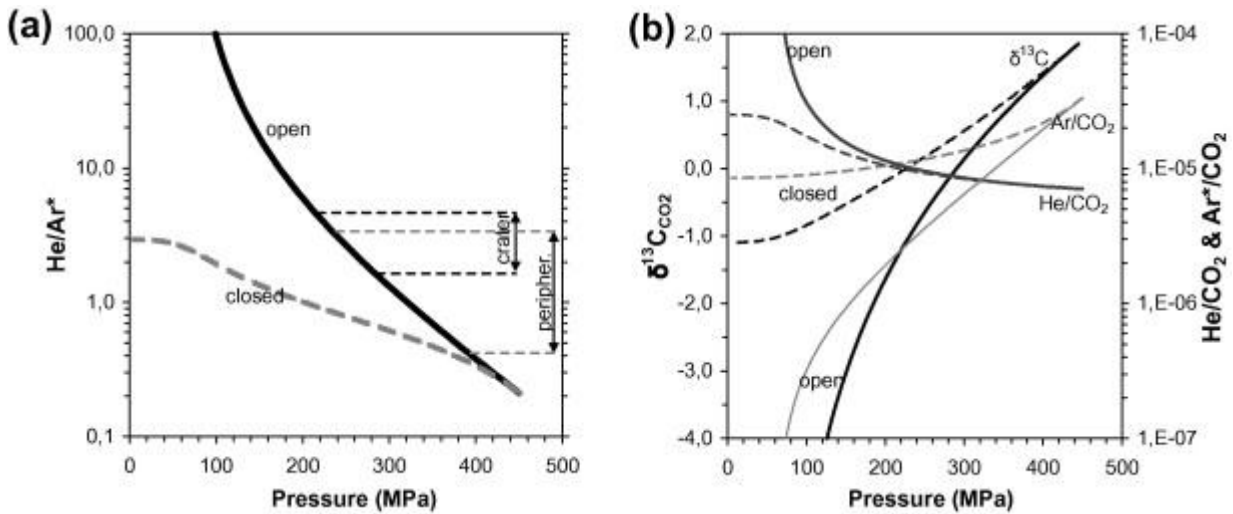 (a)
100,0
10,0
1,0
0,1
He/Ar*
open
closed
crater
peripher.
0
100
200
300
400
500
Pressure (MPa)
(b)
2,0
1,0
0,0
-1,0
-2,0
-3,0
-4,0
δ¹³C_CO2
open
δ¹³C
Ar/CO₂
closed
He/CO₂
open
1,E-04
1,E-05
1,E-06
1,E-07
He/CO₂ & Ar*/CO₂
0
100
200
300
400
500
Pressure (MPa)